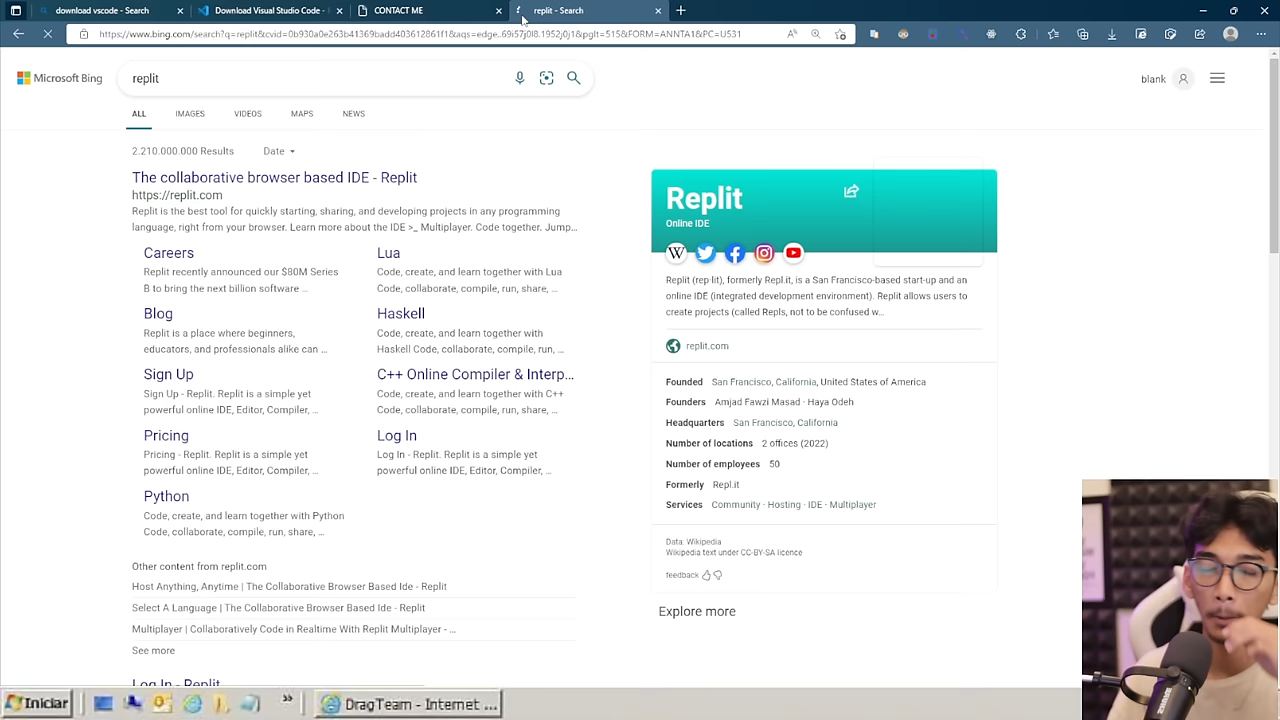 download vscode - Search
Download Visual Studio Code -
CONTACT ME
replit - Search
https://www.bing.com/search?q=replit&cvid=0b930a0e263b41369badd403612861f1&aqs=edge..69i57j0l8.1952j0j1&pglt=515&FORM=ANNTA1&PC=U531
Microsoft Bing
replit
blank
ALL
IMAGES
VIDEOS
MAPS
NEWS
2.210.000.000 Results
Date
The collaborative browser based IDE - Replit
https://replit.com
Replit is the best tool for quickly starting, sharing, and developing projects in any programming
language, right from your browser. Learn more about the IDE >_ Multiplayer. Code together. Jump...
Careers
Replit recently announced our $80M Series
B to bring the next billion software ...
Lua
Code, create, and learn together with Lua
Code, collaborate, compile, run, share, ...
Blog
Replit is a place where beginners,
educators, and professionals alike can ...
Haskell
Code, create, and learn together with
Haskell Code, collaborate, compile, run, ...
Sign Up
Sign Up - Replit. Replit is a simple yet
powerful online IDE, Editor, Compiler, ...
C++ Online Compiler & Interp...
Code, create, and learn together with C++
Code, collaborate, compile, run, share, ...
Pricing
Pricing - Replit. Replit is a simple yet
powerful online IDE, Editor, Compiler, ...
Log In
Log In - Replit. Replit is a simple yet
powerful online IDE, Editor, Compiler, ...
Python
Code, create, and learn together with Python
Code, collaborate, compile, run, share, ...
Other content from replit.com
Host Anything, Anytime | The Collaborative Browser Based Ide - Replit
Select A Language | The Collaborative Browser Based Ide - Replit
Multiplayer | Collaboratively Code in Realtime With Replit Multiplayer - ...
See more
Log In - Replit
Replit
Online IDE
Replit (rep·lit), formerly Repl.it, is a San Francisco-based start-up and an
online IDE (integrated development environment). Replit allows users to
create projects (called Repls, not to be confused w...
replit.com
Founded San Francisco, California, United States of America
Founders Amjad Fawzi Masad · Haya Odeh
Headquarters San Francisco, California
Number of locations 2 offices (2022)
Number of employees 50
Formerly Repl.it
Services Community · Hosting · IDE · Multiplayer
Data: Wikipedia
Wikipedia text under CC-BY-SA licence
feedback
Explore more
Iniciar
DragTeam - Internet ...